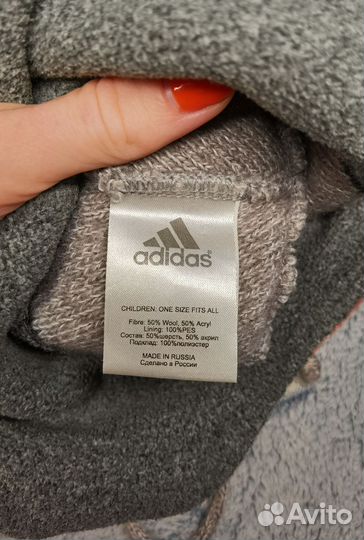 adidas
CHILDREN: ONE SIZE FITS ALL
Fibre: 50% Wool, 50% Acryl
Lining: 100%PES
Состав: 50%шерсть, 50% акрил
Подклад: 100%полиэстер
MADE IN RUSSIA
Сделано в России
Avito